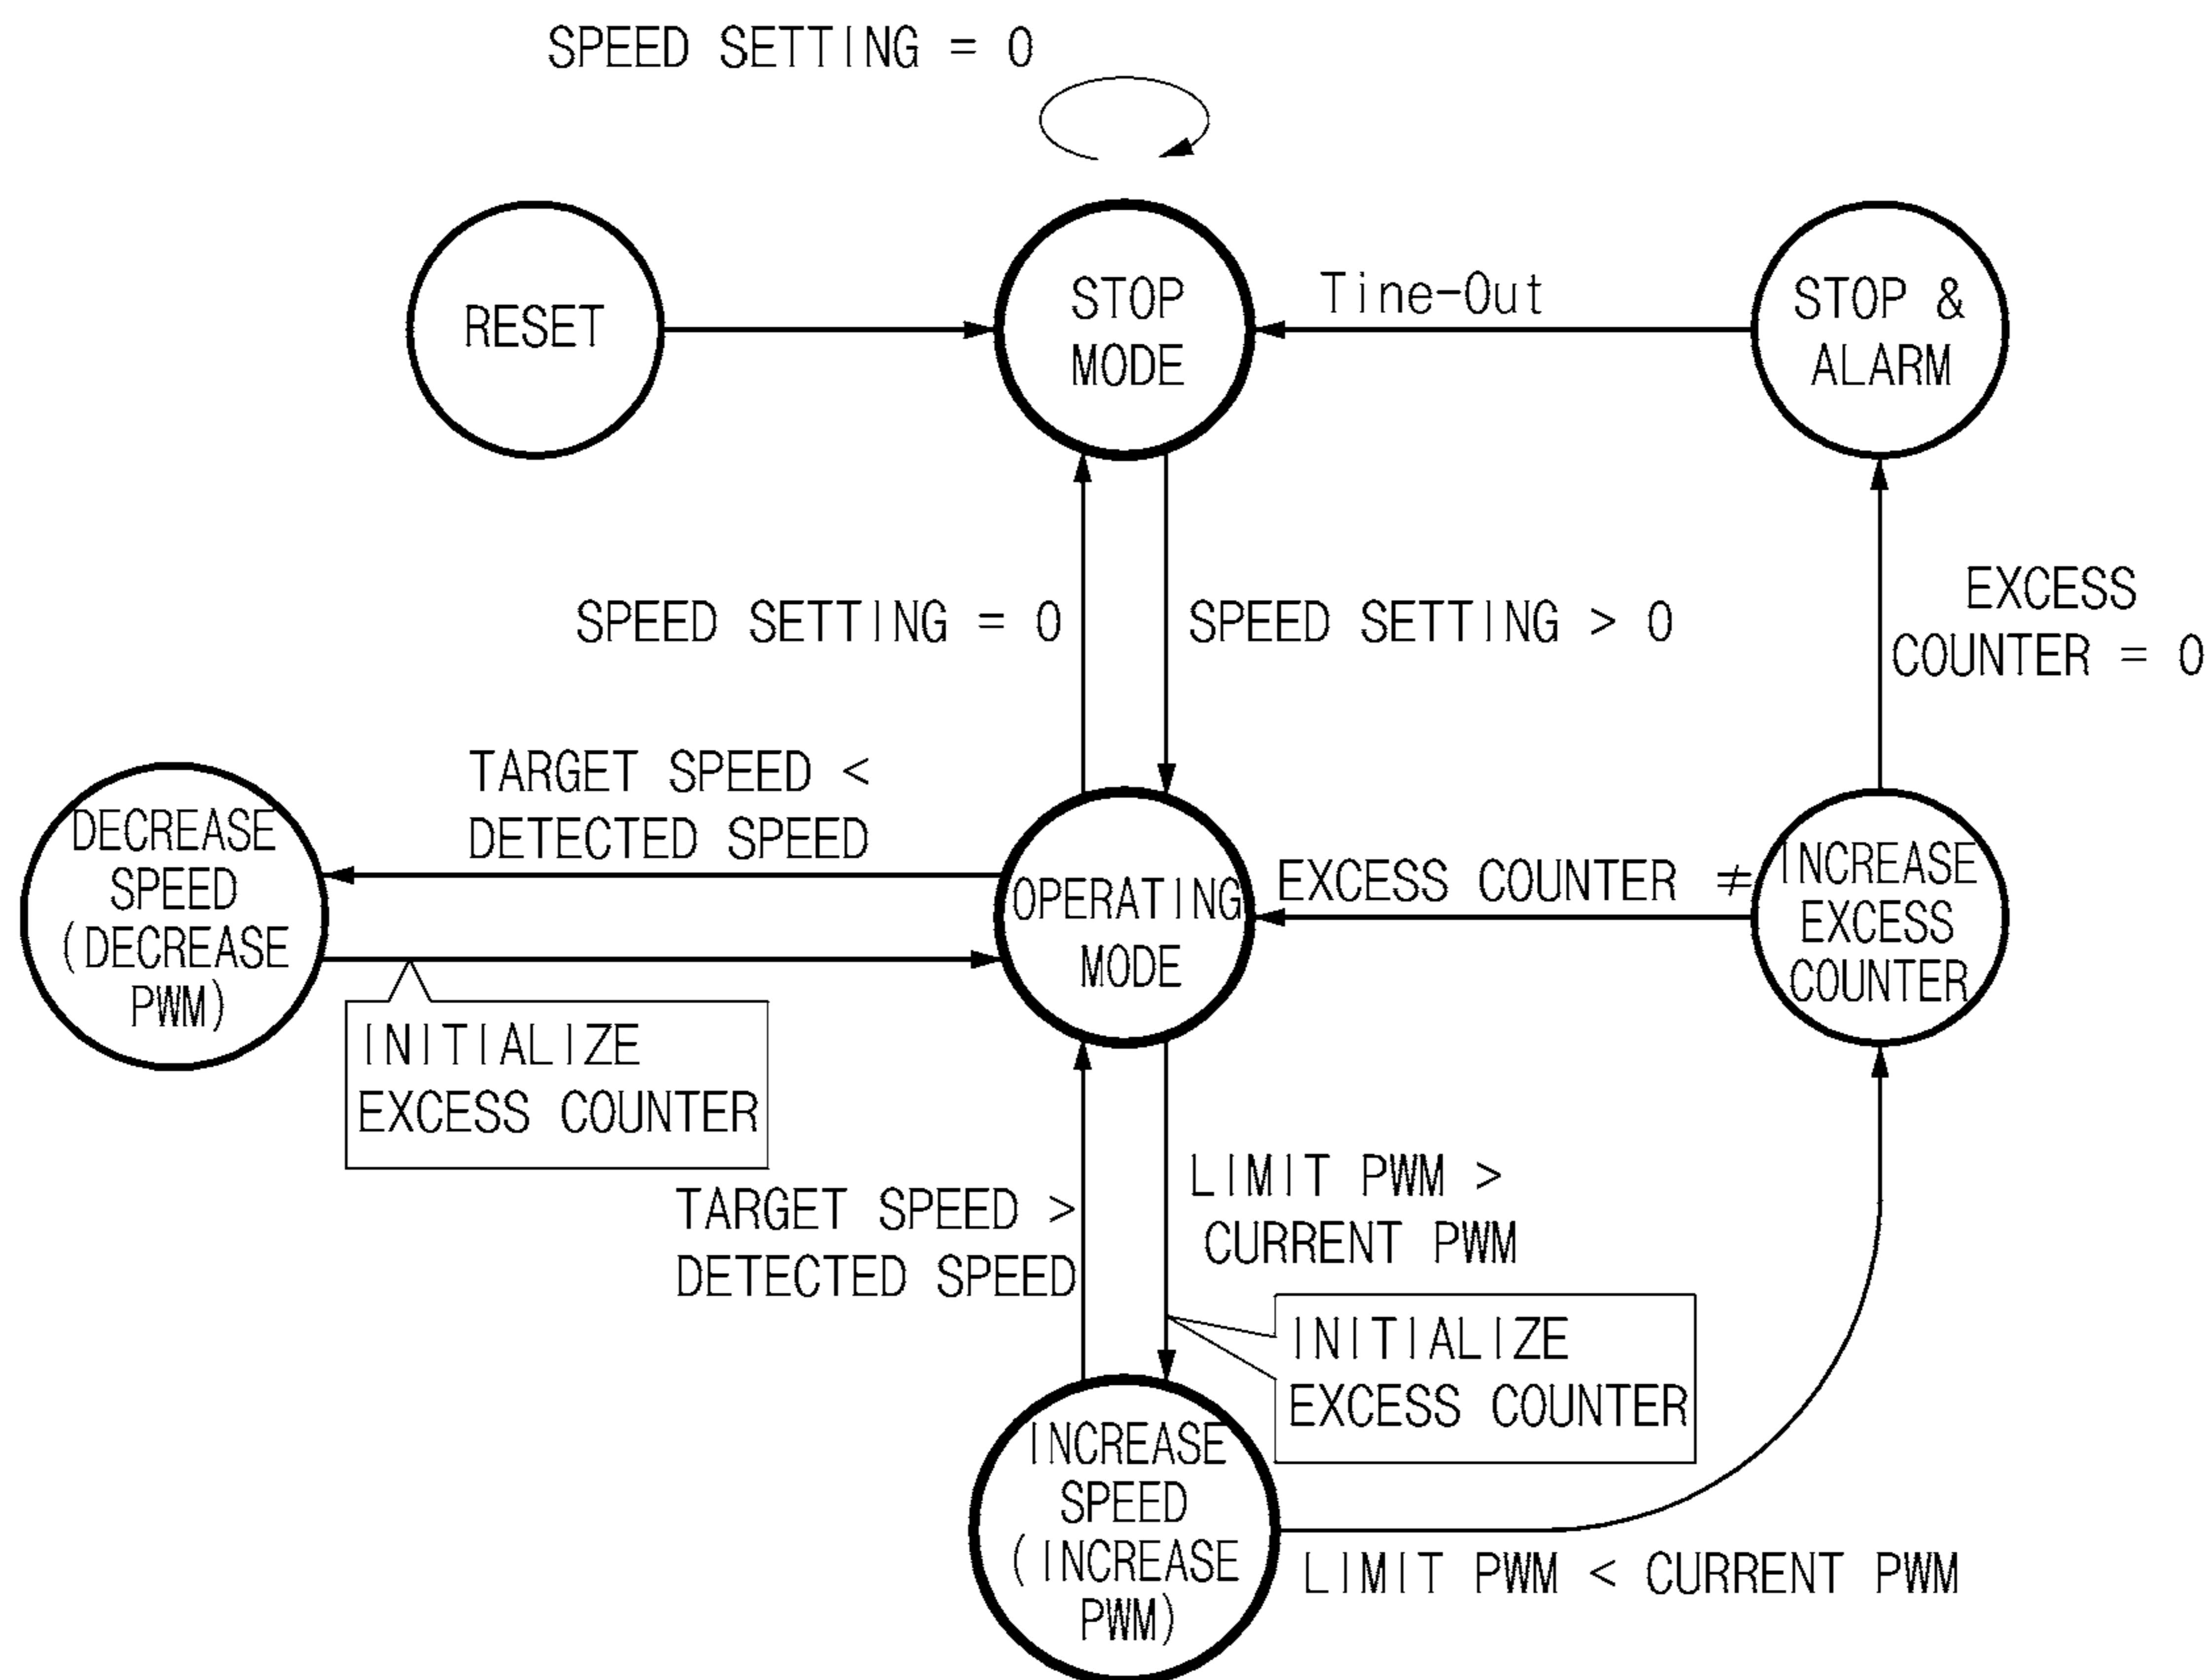 SPEED SETTING = 0
RESET
STOP
MODE
Tine-Out
STOP &
ALARM
SPEED SETTING = 0
SPEED SETTING > 0
EXCESS
COUNTER = 0
TARGET SPEED <
DETECTED SPEED
DECREASE
SPEED
(DECREASE
PWM)
OPERATING
MODE
EXCESS COUNTER ≠
INCREASE
EXCESS
COUNTER
INITIALIZE
EXCESS COUNTER
TARGET SPEED >
DETECTED SPEED
LIMIT PWM >
CURRENT PWM
INITIALIZE
EXCESS COUNTER
INCREASE
SPEED
(INCREASE
PWM)
LIMIT PWM < CURRENT PWM